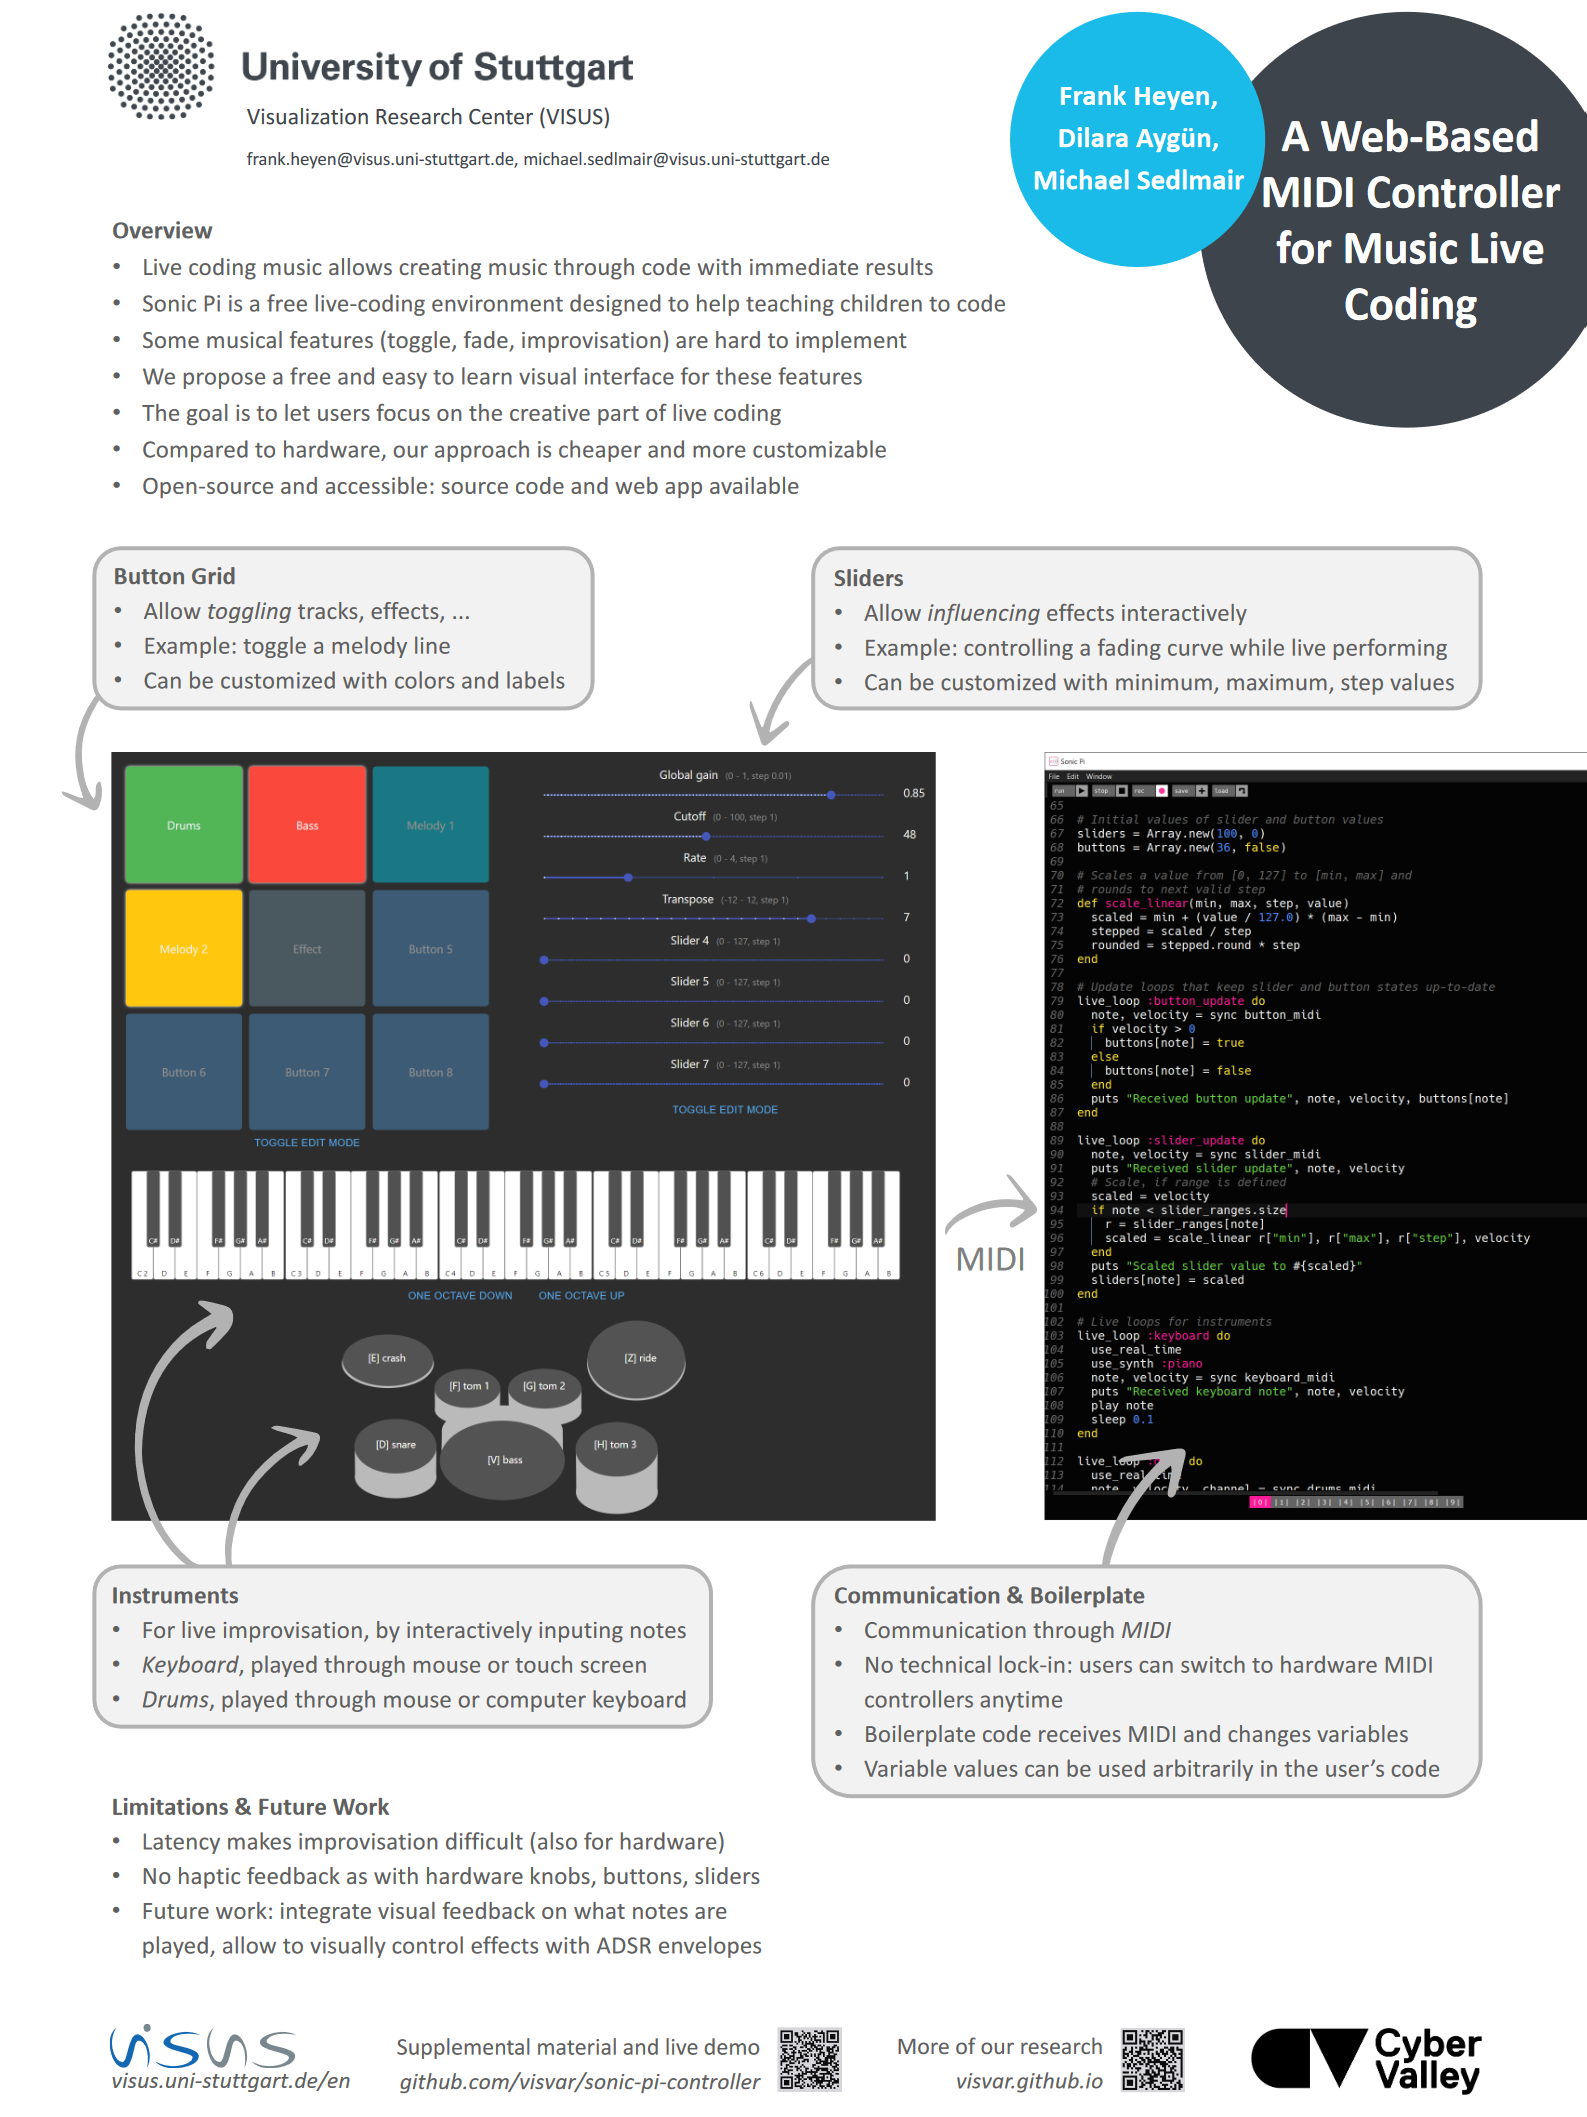 University of Stuttgart
Visualization Research Center (VISUS)
frank.heyen@visus.uni-stuttgart.de, michael.sedlmair@visus.uni-stuttgart.de
Frank Heyen,
Dilara Aygün,
Michael Sedlmair
A Web-Based
MIDI Controller
for Music Live
Coding
Overview
• Live coding music allows creating music through code with immediate results
• Sonic Pi is a free live-coding environment designed to help teaching children to code
• Some musical features (toggle, fade, improvisation) are hard to implement
• We propose a free and easy to learn visual interface for these features
• The goal is to let users focus on the creative part of live coding
• Compared to hardware, our approach is cheaper and more customizable
• Open-source and accessible: source code and web app available
Button Grid
• Allow toggling tracks, effects, ...
• Example: toggle a melody line
• Can be customized with colors and labels
Sliders
• Allow influencing effects interactively
• Example: controlling a fading curve while live performing
• Can be customized with minimum, maximum, step values
Drums
Bass
Melody 1
Melody 2
Effect
Button 5
Button 6
Button 7
Button 8
TOGGLE EDIT MODE
Global gain (0 - 1, step 0.01)
0.85
Cutoff (0 - 100, step 1)
48
Rate (0 - 4, step 1)
1
Transpose (-12 - 12, step 1)
7
Slider 4 (0 - 127, step 1)
0
Slider 5 (0 - 127, step 1)
0
Slider 6 (0 - 127, step 1)
0
Slider 7 (0 - 127, step 1)
0
TOGGLE EDIT MODE
C# D# F# G# A# C# D# F# G# A# C# D# F# G# A# C# D# F# G# A# C# D# F# G# A#
C2 D E F G A B C3 D E F G A B C4 D E F G A B C5 D E F G A B C6 D E F G A B
ONE OCTAVE DOWN ONE OCTAVE UP
[E] crash
[Z] ride
[F] tom 1
[G] tom 2
[D] snare
[V] bass
[H] tom 3
MIDI
Sonic Pi
File Edit Window
run stop rec save load
65
66 # Initial values of slider and button values
67 sliders = Array.new(100, 0)
68 buttons = Array.new(36, false)
69
70 # Scales a value from [0, 127] to [min, max] and
71 # rounds to next valid step
72 def scale_linear(min, max, step, value)
73 scaled = min + (value / 127.0) * (max - min)
74 stepped = scaled / step
75 rounded = stepped.round * step
76 end
77
78 # Update loops that keep slider and button states up-to-date
79 live_loop :button_update do
80 note, velocity = sync button_midi
81 if velocity > 0
82 buttons[note] = true
83 else
84 buttons[note] = false
85 end
86 puts "Received button update", note, velocity, buttons[note]
87 end
88
89 live_loop :slider_update do
90 note, velocity = sync slider_midi
91 puts "Received slider update", note, velocity
92 # Scale, if range is defined
93 scaled = velocity
94 if note < slider_ranges.size
95 r = slider_ranges[note]
96 scaled = scale_linear r["min"], r["max"], r["step"], velocity
97 end
98 puts "Scaled slider value to #{scaled}"
99 sliders[note] = scaled
100 end
101
102 # Live loops for instruments
103 live_loop :keyboard do
104 use_real_time
105 use_synth :piano
106 note, velocity = sync keyboard_midi
107 puts "Received keyboard note", note, velocity
108 play note
109 sleep 0.1
110 end
111
112 live_loop do
113 use_real_time
114 note, velocity, channel = sync drums_midi
|0| |1| |2| |3| |4| |5| |6| |7| |8| |9|
Instruments
• For live improvisation, by interactively inputing notes
• Keyboard, played through mouse or touch screen
• Drums, played through mouse or computer keyboard
Communication & Boilerplate
• Communication through MIDI
• No technical lock-in: users can switch to hardware MIDI
controllers anytime
• Boilerplate code receives MIDI and changes variables
• Variable values can be used arbitrarily in the user's code
Limitations & Future Work
• Latency makes improvisation difficult (also for hardware)
• No haptic feedback as with hardware knobs, buttons, sliders
• Future work: integrate visual feedback on what notes are
played, allow to visually control effects with ADSR envelopes
visus
visus.uni-stuttgart.de/en
Supplemental material and live demo
github.com/visvar/sonic-pi-controller
More of our research
visvar.github.io
Cyber
Valley